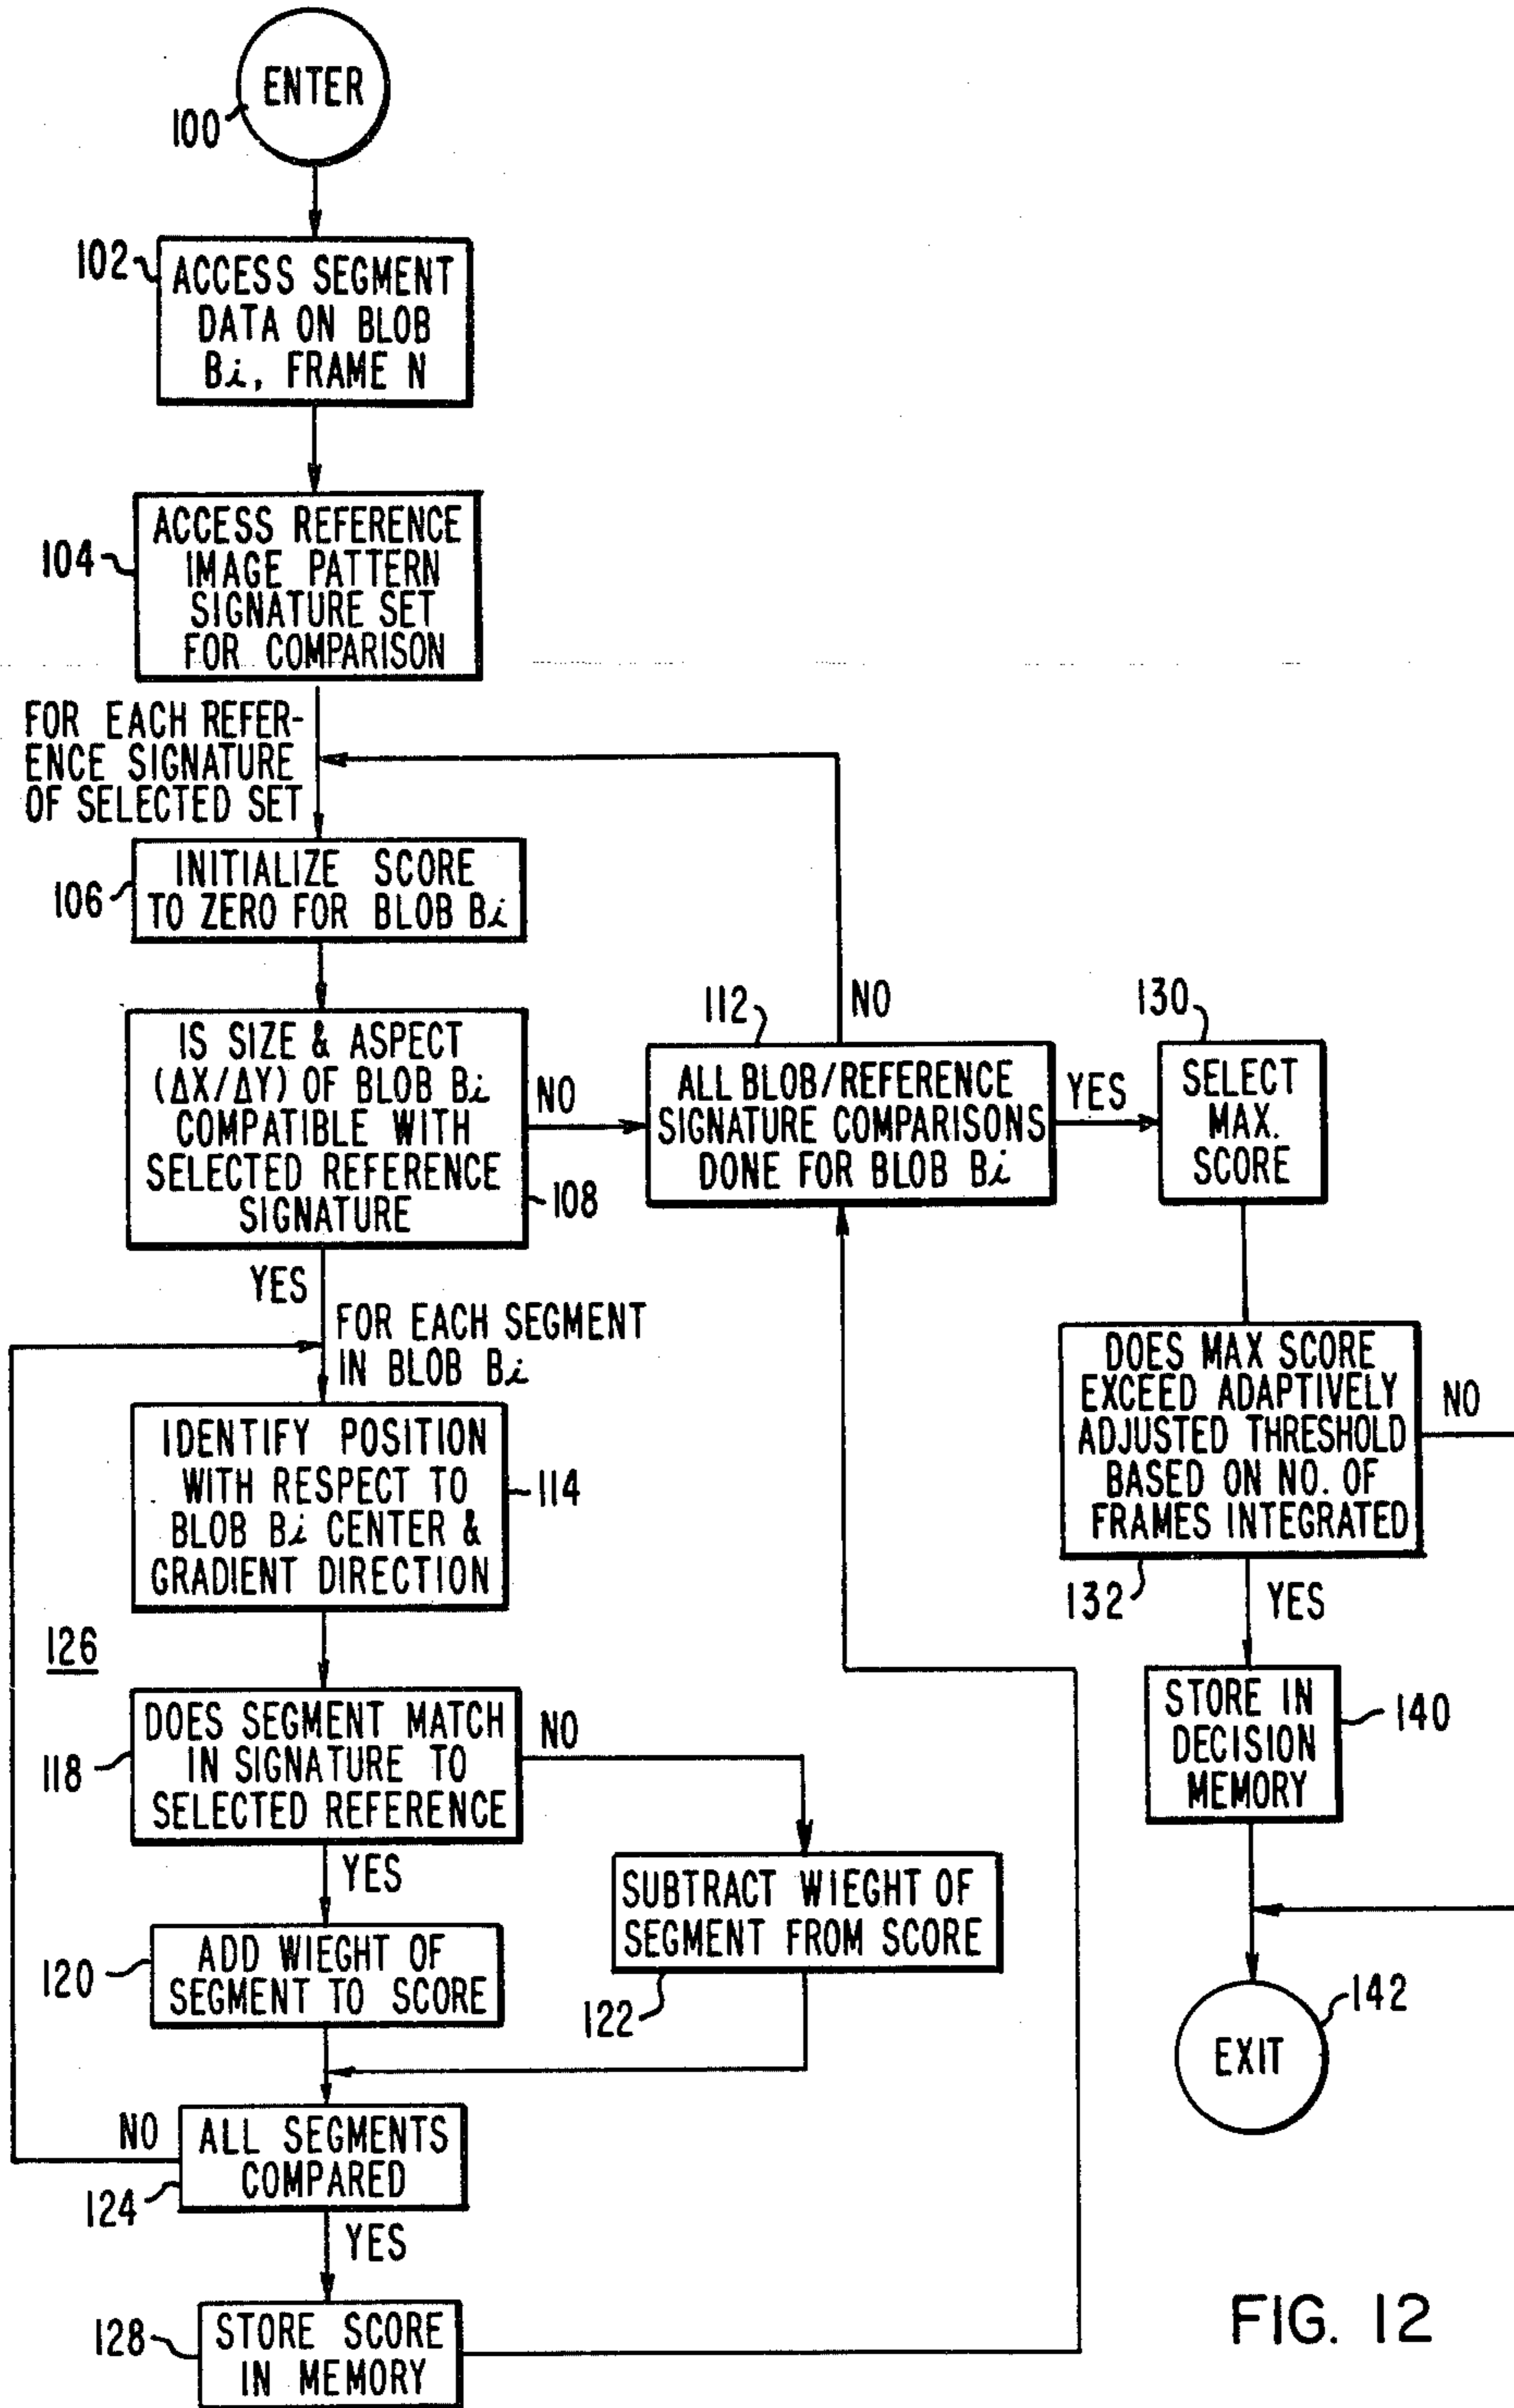 ENTER
100
102
ACCESS SEGMENT
DATA ON BLOB
Bi, FRAME N
104
ACCESS REFERENCE
IMAGE PATTERN
SIGNATURE SET
FOR COMPARISON
FOR EACH REFER-
ENCE SIGNATURE
OF SELECTED SET
106
INITIALIZE SCORE
TO ZERO FOR BLOB Bi
IS SIZE & ASPECT
(ΔX/ΔY) OF BLOB Bi
COMPATIBLE WITH
SELECTED REFERENCE
SIGNATURE
108
NO
YES
112
ALL BLOB/REFERENCE
SIGNATURE COMPARISONS
DONE FOR BLOB Bi
NO
YES
130
SELECT
MAX.
SCORE
FOR EACH SEGMENT
IN BLOB Bi
IDENTIFY POSITION
WITH RESPECT TO
BLOB Bi CENTER &
GRADIENT DIRECTION
114
DOES MAX SCORE
EXCEED ADAPTIVELY
ADJUSTED THRESHOLD
BASED ON NO. OF
FRAMES INTEGRATED
NO
132
YES
126
118
DOES SEGMENT MATCH
IN SIGNATURE TO
SELECTED REFERENCE
NO
YES
STORE IN
DECISION
MEMORY
140
120
ADD WIEGHT OF
SEGMENT TO SCORE
SUBTRACT WIEGHT OF
SEGMENT FROM SCORE
122
EXIT
142
NO
ALL SEGMENTS
COMPARED
124
YES
128
STORE SCORE
IN MEMORY
FIG. 12